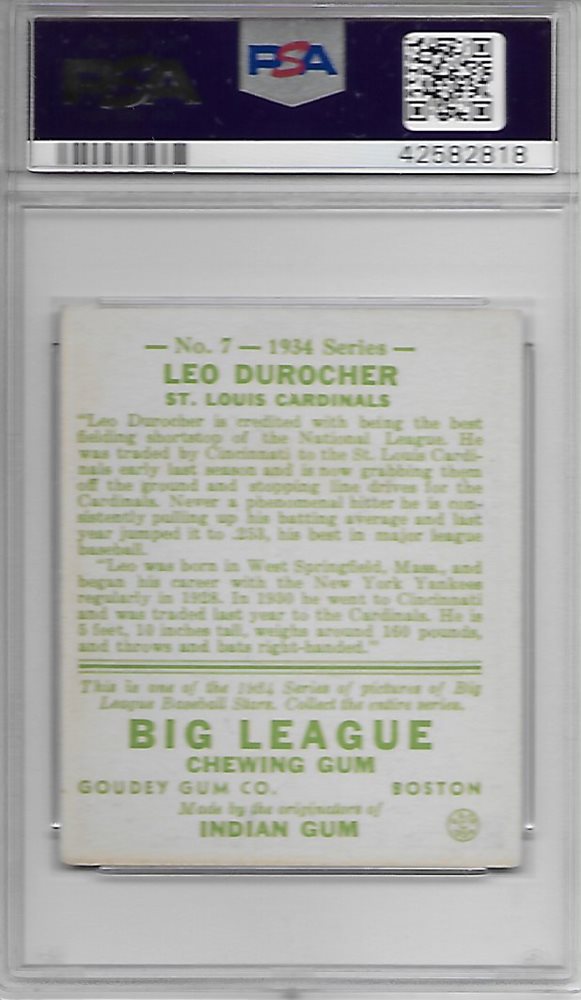 PSA
PSA
42582818
— No. 7 — 1934 Series —
LEO DUROCHER
ST. LOUIS CARDINALS
"Leo Durocher is credited with being the best
fielding shortstop of the National League. He
was traded by Cincinnati to the St. Louis Cardi-
nals early last season and is now grabbing them
off the ground and stopping line drives for the
Cardinals. Never a phenomenal hitter he is con-
sistently pulling up his batting average and last
year jumped it to .253, his best in major league
baseball.
"Leo was born in West Springfield, Mass., and
began his career with the New York Yankees
regularly in 1928. In 1930 he went to Cincinnati
and was traded last year to the Cardinals. He is
5 feet, 10 inches tall, weighs around 160 pounds,
and throws and bats right-handed."
This is one of the 1934 Series of pictures of Big
League Baseball Stars. Collect the entire series.
BIG LEAGUE
CHEWING GUM
GOUDEY GUM CO. BOSTON
Made by the originators of
INDIAN GUM